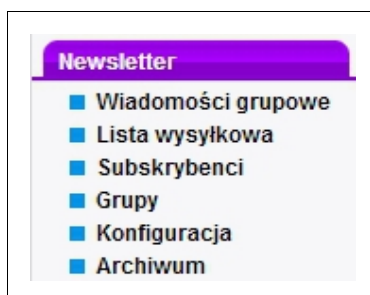 Newsletter
Wiadomości grupowe
Lista wysyłkowa
Subskrybenci
Grupy
Konfiguracja
Archiwum